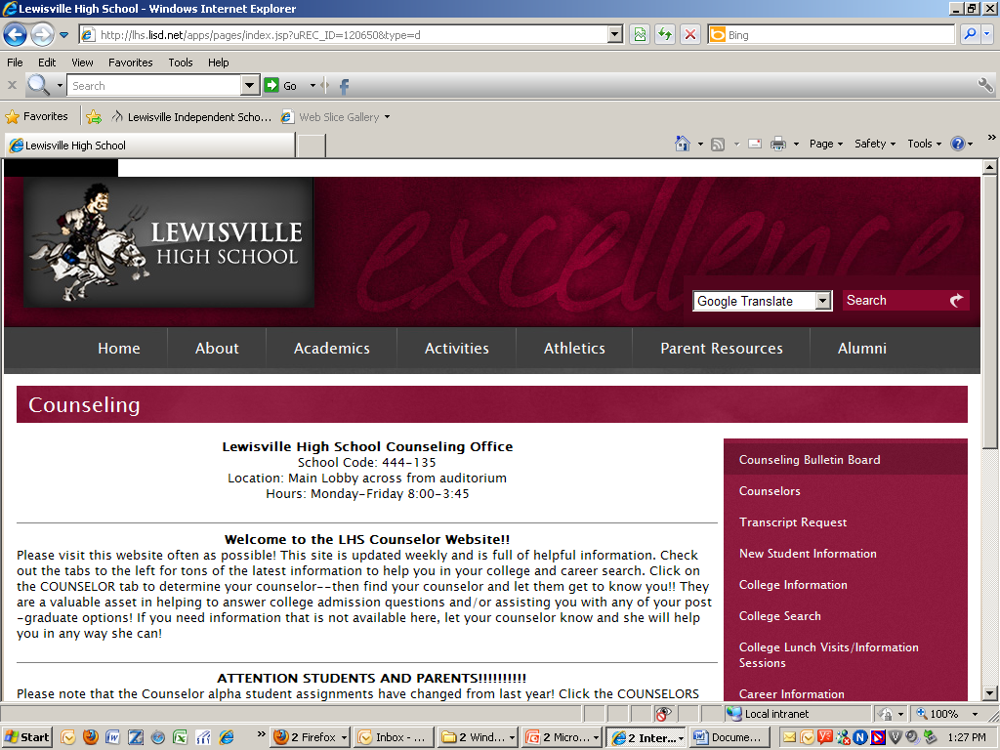 Lewisville High School - Windows Internet Explorer
http://lhs.lisd.net/apps/pages/index.jsp?uREC_ID=120650&type=d
Bing
File Edit View Favorites Tools Help
Search Go
Favorites Lewisville Independent Scho... Web Slice Gallery
Lewisville High School Page Safety Tools
excellence
LEWISVILLE
HIGH SCHOOL
Google Translate Search
Home About Academics Activities Athletics Parent Resources Alumni
Counseling
Lewisville High School Counseling Office
School Code: 444-135
Location: Main Lobby across from auditorium
Hours: Monday-Friday 8:00-3:45
Welcome to the LHS Counselor Website!!
Please visit this website often as possible! This site is updated weekly and is full of helpful information. Check
out the tabs to the left for tons of the latest information to help you in your college and career search. Click on
the COUNSELOR tab to determine your counselor--then find your counselor and let them get to know you!! They
are a valuable asset in helping to answer college admission questions and/or assisting you with any of your post
-graduate options! If you need information that is not available here, let your counselor know and she will help
you in any way she can!
ATTENTION STUDENTS AND PARENTS!!!!!!!!!!
Please note that the Counselor alpha student assignments have changed from last year! Click the COUNSELORS
Counseling Bulletin Board
Counselors
Transcript Request
New Student Information
College Information
College Search
College Lunch Visits/Information
Sessions
Career Information
Local intranet 100%
Start 2 Firefox Inbox - ... 2 Wind... 2 Micro... 2 Inter... Docume... 1:27 PM